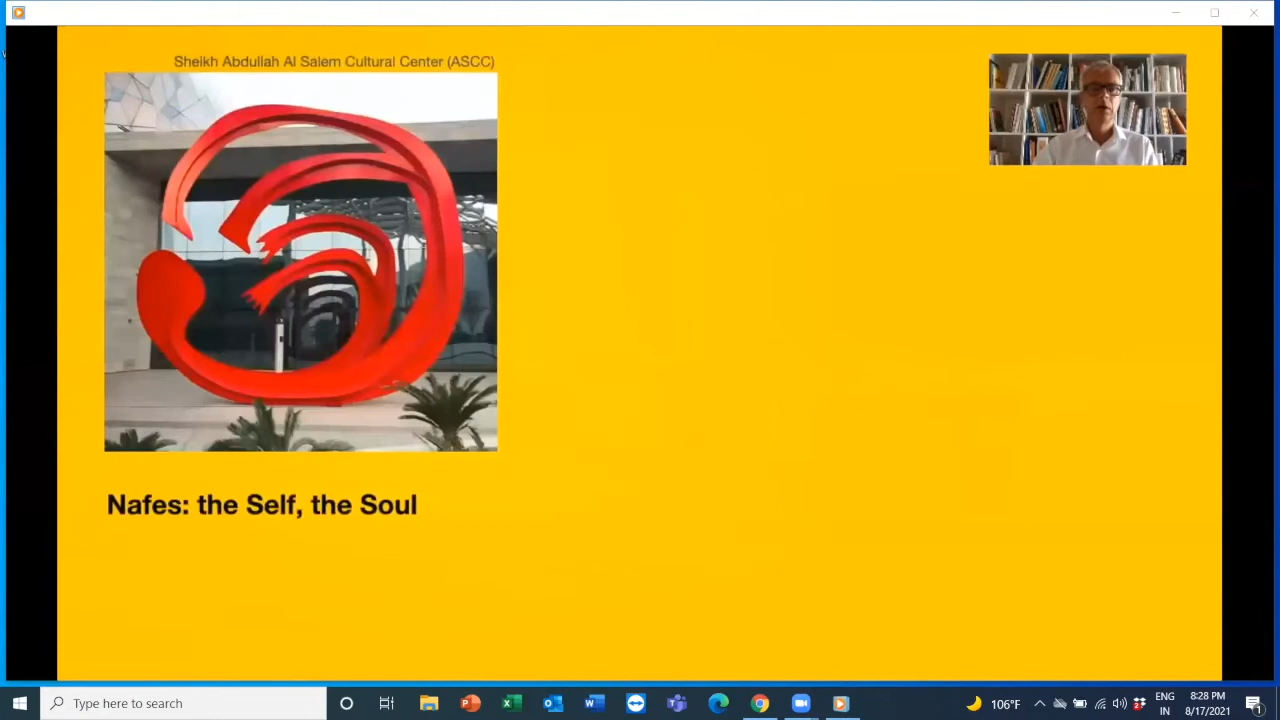 Sheikh Abdullah Al Salem Cultural Center (ASCC)
Nafes: the Self, the Soul
Type here to search
106°F
ENG
IN
8:28 PM
8/17/2021
1